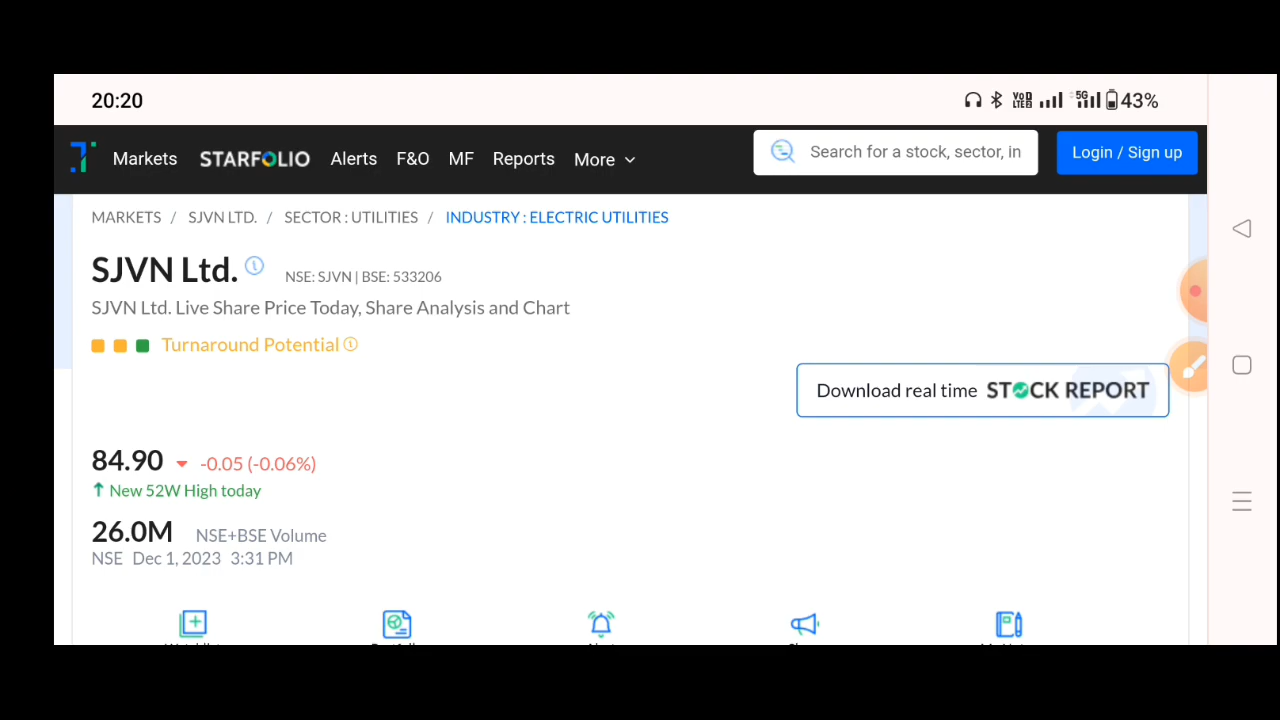 20:20 VoD LTE 5G 43%
Markets STARFOLIO Alerts F&O MF Reports More Search for a stock, sector, in Login / Sign up
MARKETS / SJVN LTD. / SECTOR : UTILITIES / INDUSTRY : ELECTRIC UTILITIES
SJVN Ltd. NSE: SJVN | BSE: 533206
SJVN Ltd. Live Share Price Today, Share Analysis and Chart
Turnaround Potential
Download real time STOCK REPORT
84.90 -0.05 (-0.06%)
New 52W High today
26.0M NSE+BSE Volume
NSE Dec 1, 2023 3:31 PM